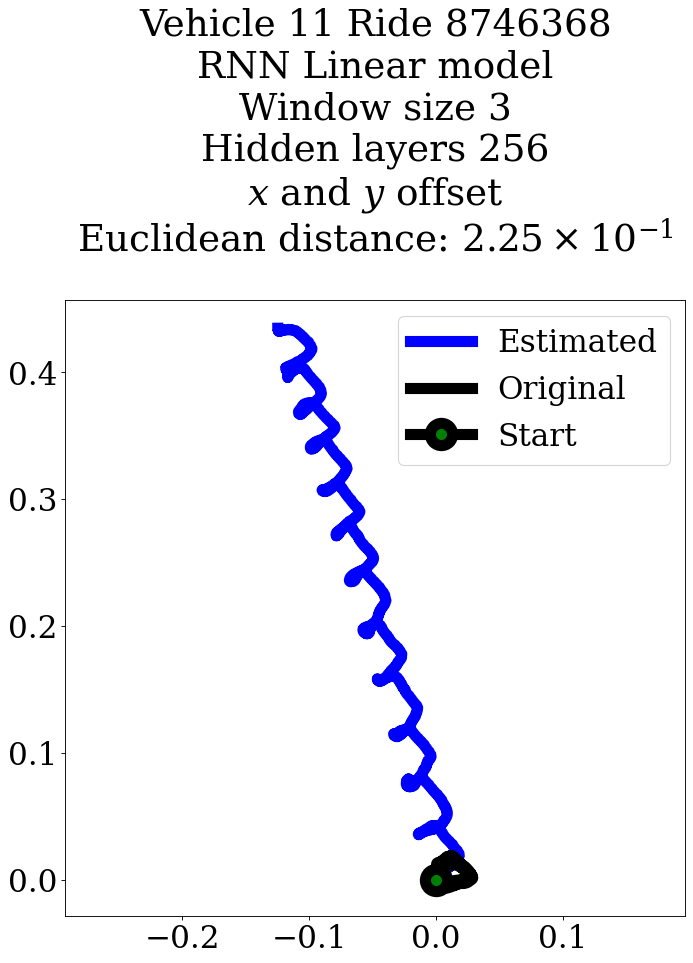 Vehicle 11 Ride 8746368
RNN Linear model
Window size 3
Hidden layers 256
x and y offset
Euclidean distance: 2.25 × 10⁻¹
Estimated
Original
Start
0.4
0.3
0.2
0.1
0.0
−0.2 −0.1 0.0 0.1